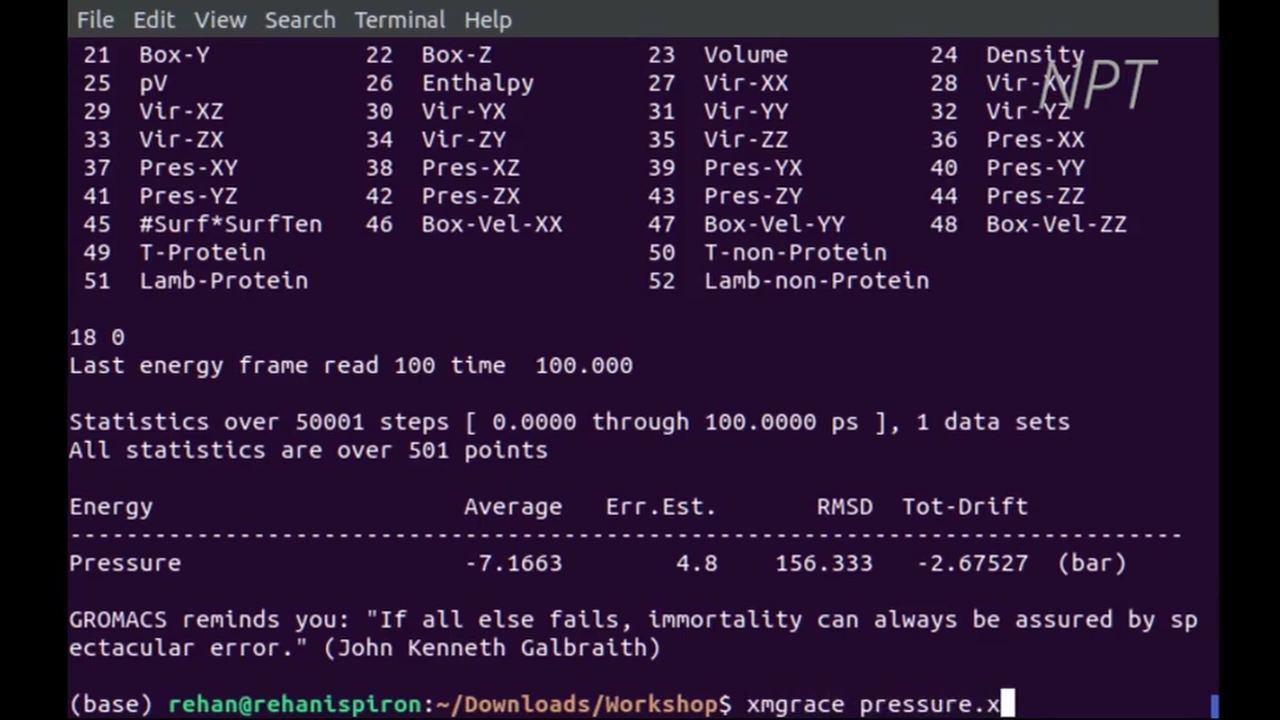 File Edit View Search Terminal Help
21 Box-Y 22 Box-Z 23 Volume 24 Density
NPT
25 pV 26 Enthalpy 27 Vir-XX 28 Vir-XY
29 Vir-XZ 30 Vir-YX 31 Vir-YY 32 Vir-YZ
33 Vir-ZX 34 Vir-ZY 35 Vir-ZZ 36 Pres-XX
37 Pres-XY 38 Pres-XZ 39 Pres-YX 40 Pres-YY
41 Pres-YZ 42 Pres-ZX 43 Pres-ZY 44 Pres-ZZ
45 #Surf*SurfTen 46 Box-Vel-XX 47 Box-Vel-YY 48 Box-Vel-ZZ
49 T-Protein 50 T-non-Protein
51 Lamb-Protein 52 Lamb-non-Protein
18 0
Last energy frame read 100 time 100.000
Statistics over 50001 steps [ 0.0000 through 100.0000 ps ], 1 data sets
All statistics are over 501 points
Energy Average Err.Est. RMSD Tot-Drift
-------------------------------------------------------------------------------
Pressure -7.1663 4.8 156.333 -2.67527 (bar)
GROMACS reminds you: "If all else fails, immortality can always be assured by sp
ectacular error." (John Kenneth Galbraith)
(base) rehan@rehanispiron:~/Downloads/Workshop$ xmgrace pressure.x